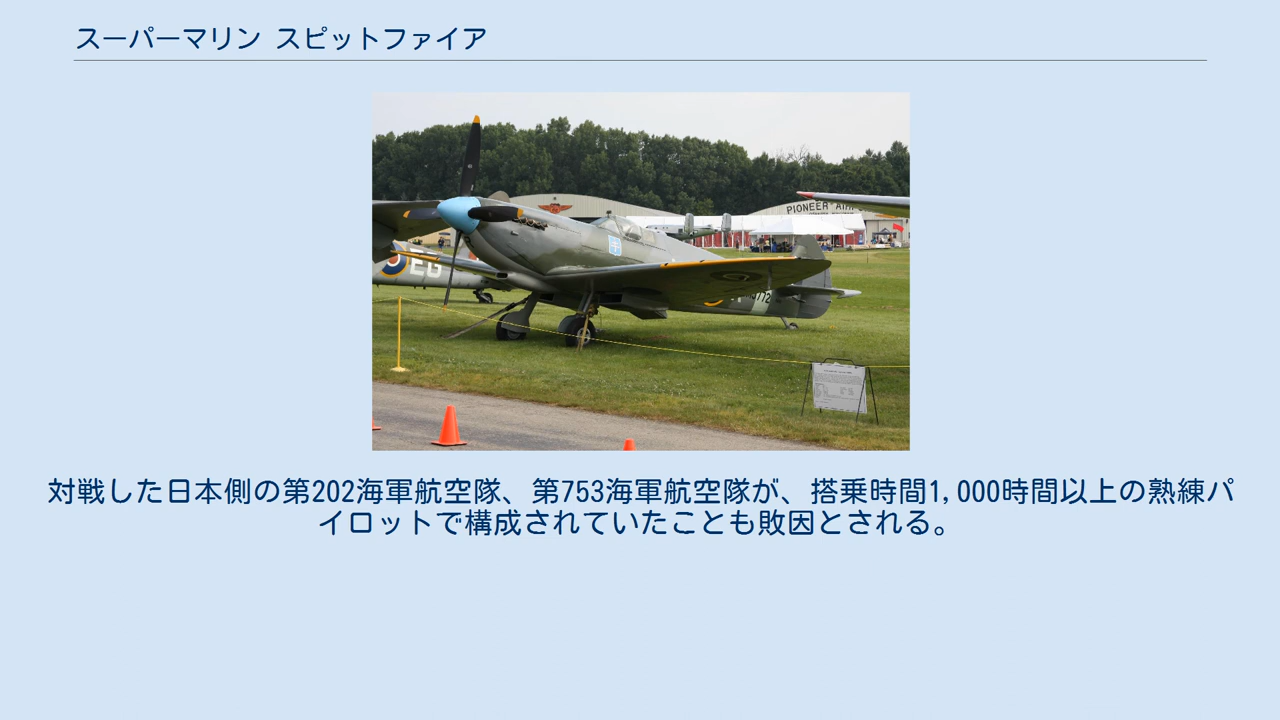 スーパーマリン スピットファイア
PIONEER AIR
EG
対戦した日本側の第202海軍航空隊、第753海軍航空隊が、搭乗時間1,000時間以上の熟練パ
イロットで構成されていたことも敗因とされる。